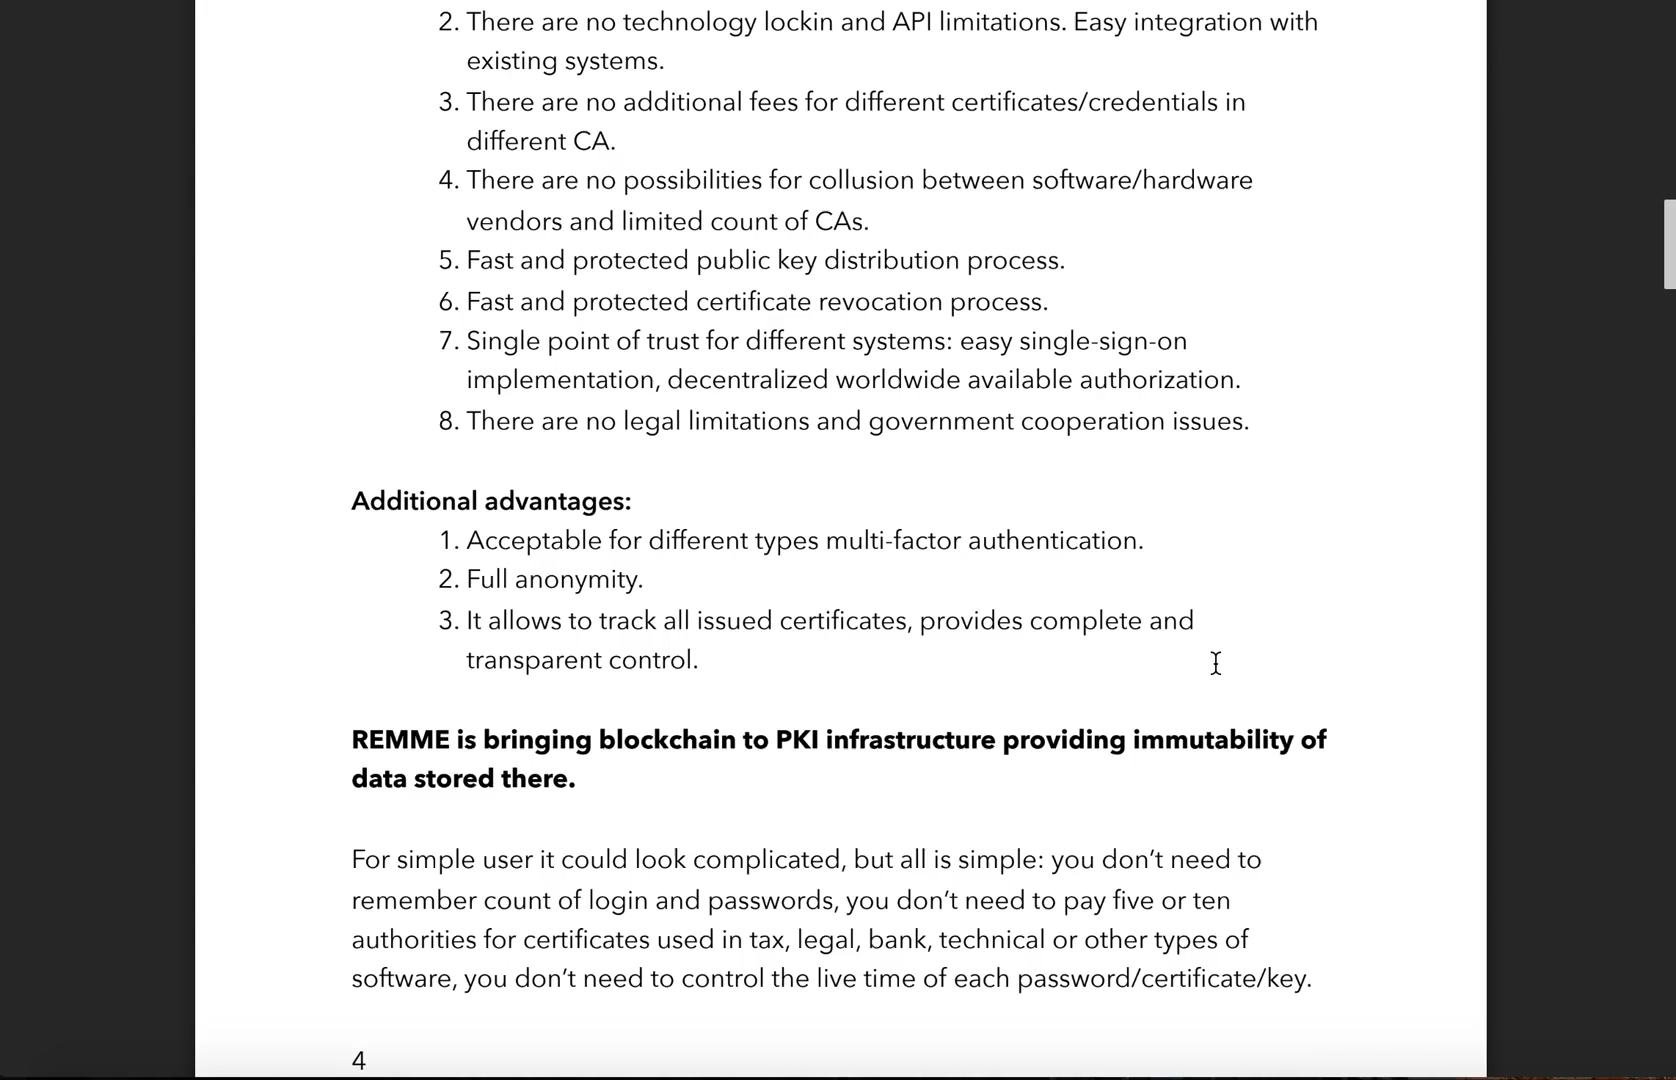 2. There are no technology lockin and API limitations. Easy integration with
existing systems.
3. There are no additional fees for different certificates/credentials in
different CA.
4. There are no possibilities for collusion between software/hardware
vendors and limited count of CAs.
5. Fast and protected public key distribution process.
6. Fast and protected certificate revocation process.
7. Single point of trust for different systems: easy single-sign-on
implementation, decentralized worldwide available authorization.
8. There are no legal limitations and government cooperation issues.
Additional advantages:
1. Acceptable for different types multi-factor authentication.
2. Full anonymity.
3. It allows to track all issued certificates, provides complete and
transparent control.
REMME is bringing blockchain to PKI infrastructure providing immutability of
data stored there.
For simple user it could look complicated, but all is simple: you don’t need to
remember count of login and passwords, you don’t need to pay five or ten
authorities for certificates used in tax, legal, bank, technical or other types of
software, you don’t need to control the live time of each password/certificate/key.
4